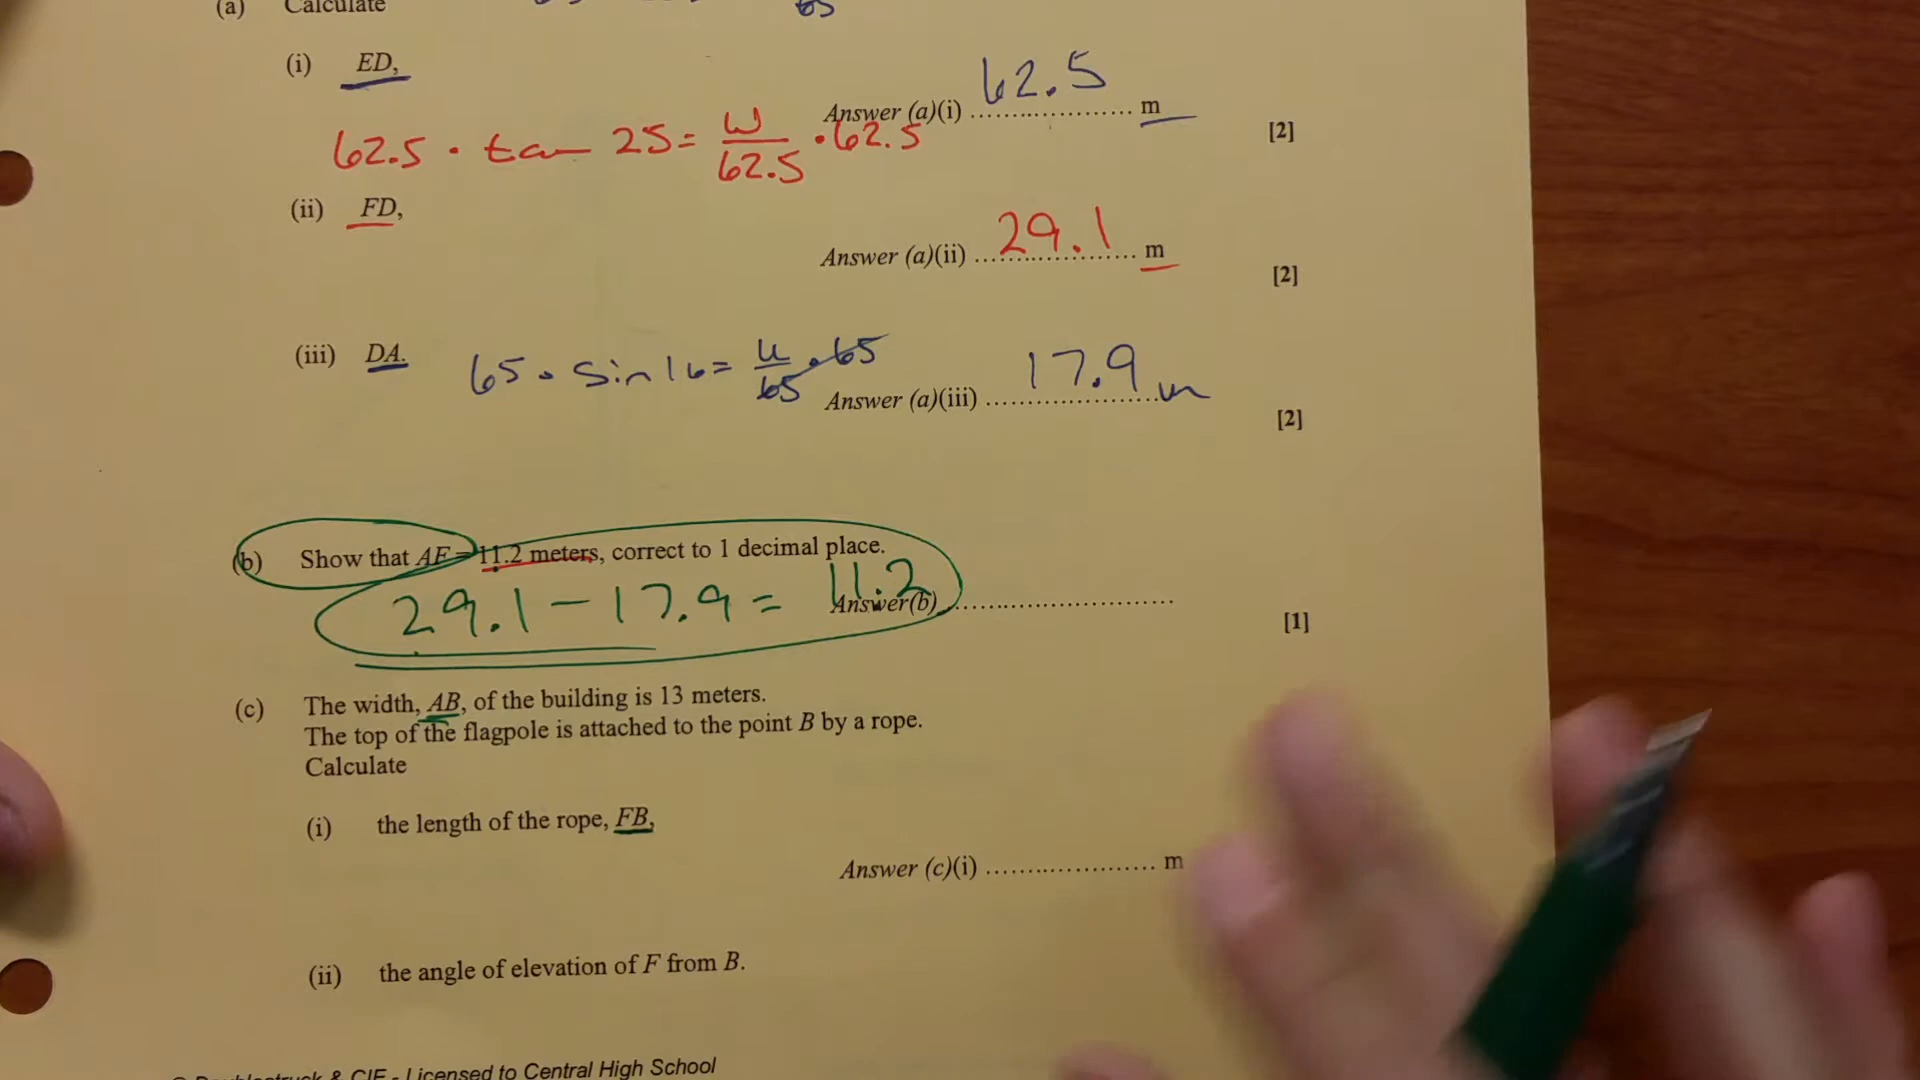 (a) Calculate
(i) ED,
62.5
Answer (a)(i) .................... m
[2]
62.5 · tan 25 = w/62.5 · 62.5
(ii) FD,
29.1
Answer (a)(ii) .................... m
[2]
(iii) DA.
65 · sin 16 = u/65 · 65
17.9 m
Answer (a)(iii) ....................
[2]
(b) Show that AF = 11.2 meters, correct to 1 decimal place.
29.1 - 17.9 = 11.2
Answer(b) ............................
[1]
(c) The width, AB, of the building is 13 meters.
The top of the flagpole is attached to the point B by a rope.
Calculate
(i) the length of the rope, FB,
Answer (c)(i) .................... m
(ii) the angle of elevation of F from B.
& CIE - Licensed to Central High School